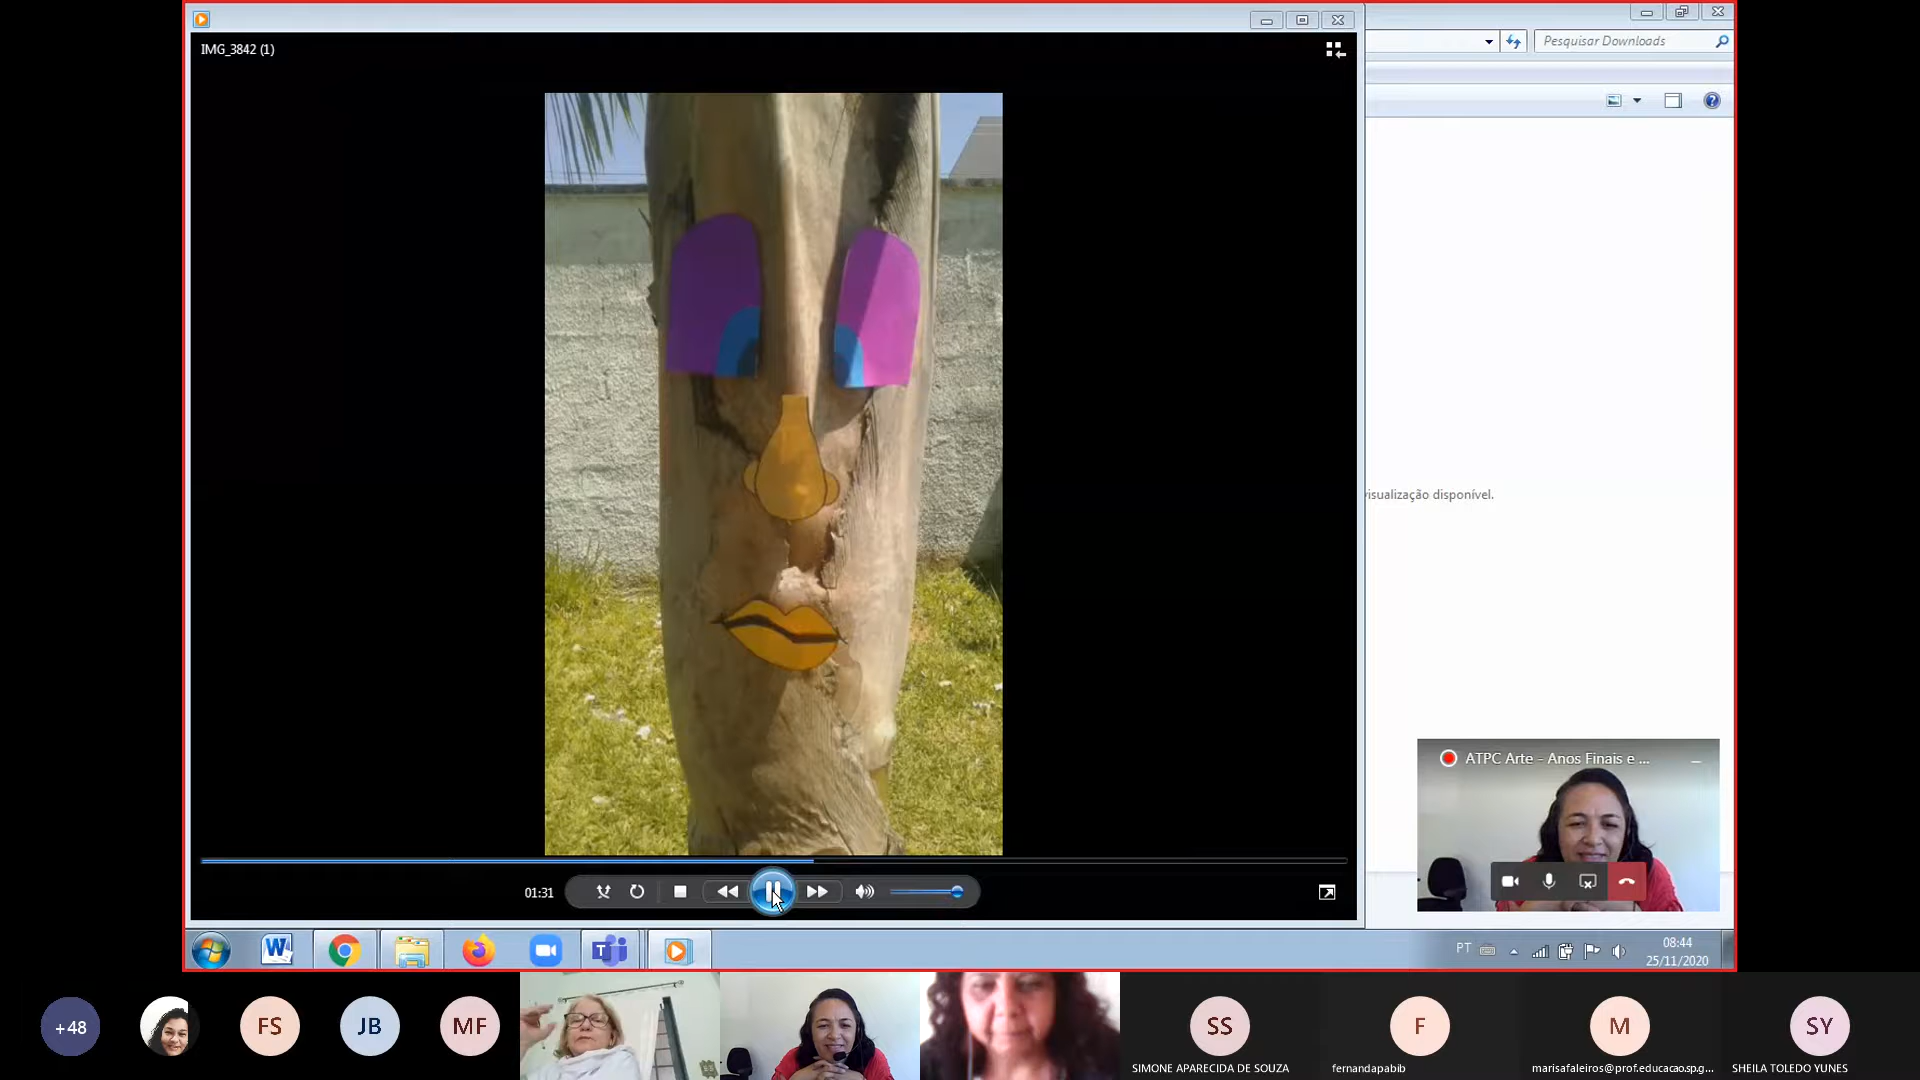 IMG_3842 (1)
Pesquisar Downloads
visualização disponível.
ATPC Arte - Anos Finais e ...
01:31
PT
08:44
25/11/2020
+48
FS
JB
MF
SS
F
M
SY
SIMONE APARECIDA DE SOUZA
fernandapabib
marisafaleiros@prof.educacao.sp.g...
SHEILA TOLEDO YUNES